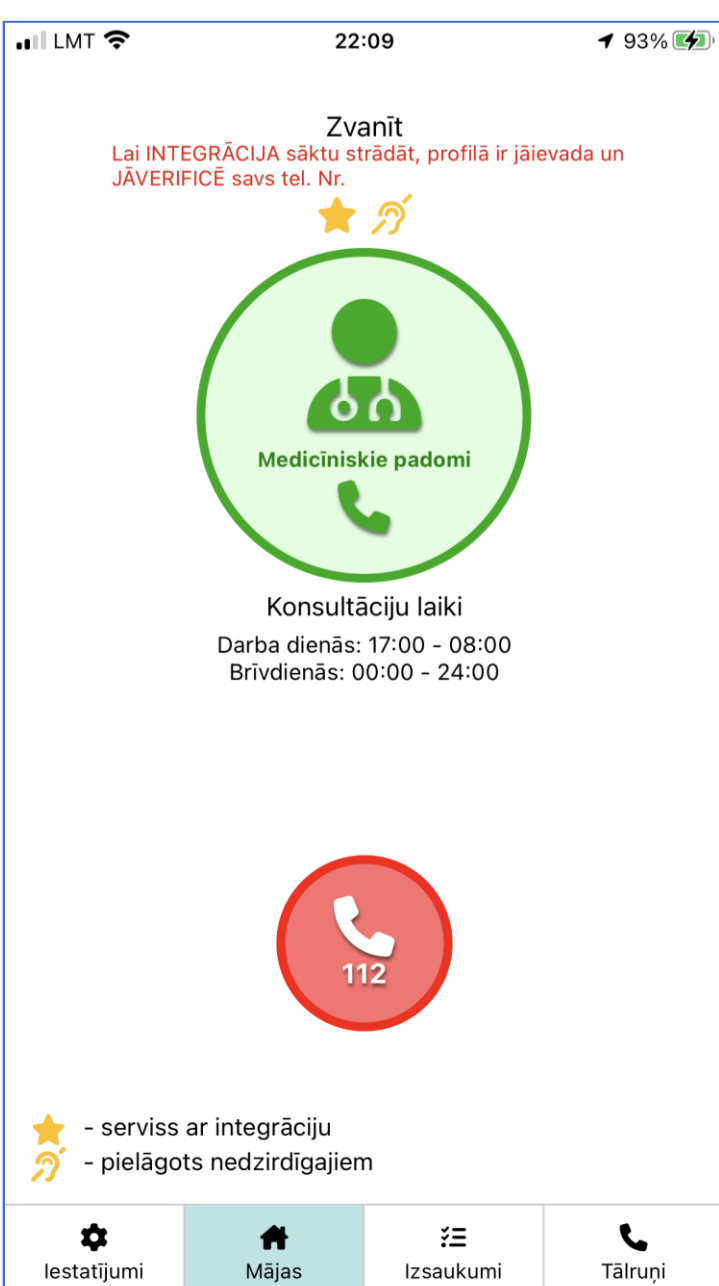 LMT 22:09 93%
Zvanīt
Lai INTEGRĀCIJA sāktu strādāt, profilā ir jāievada un
JĀVERIFICĒ savs tel. Nr.
Medicīniskie padomi
Konsultāciju laiki
Darba dienās: 17:00 - 08:00
Brīvdienās: 00:00 - 24:00
112
- serviss ar integrāciju
- pielāgots nedzirdīgajiem
Iestatījumi Mājas Izsaukumi Tālruņi